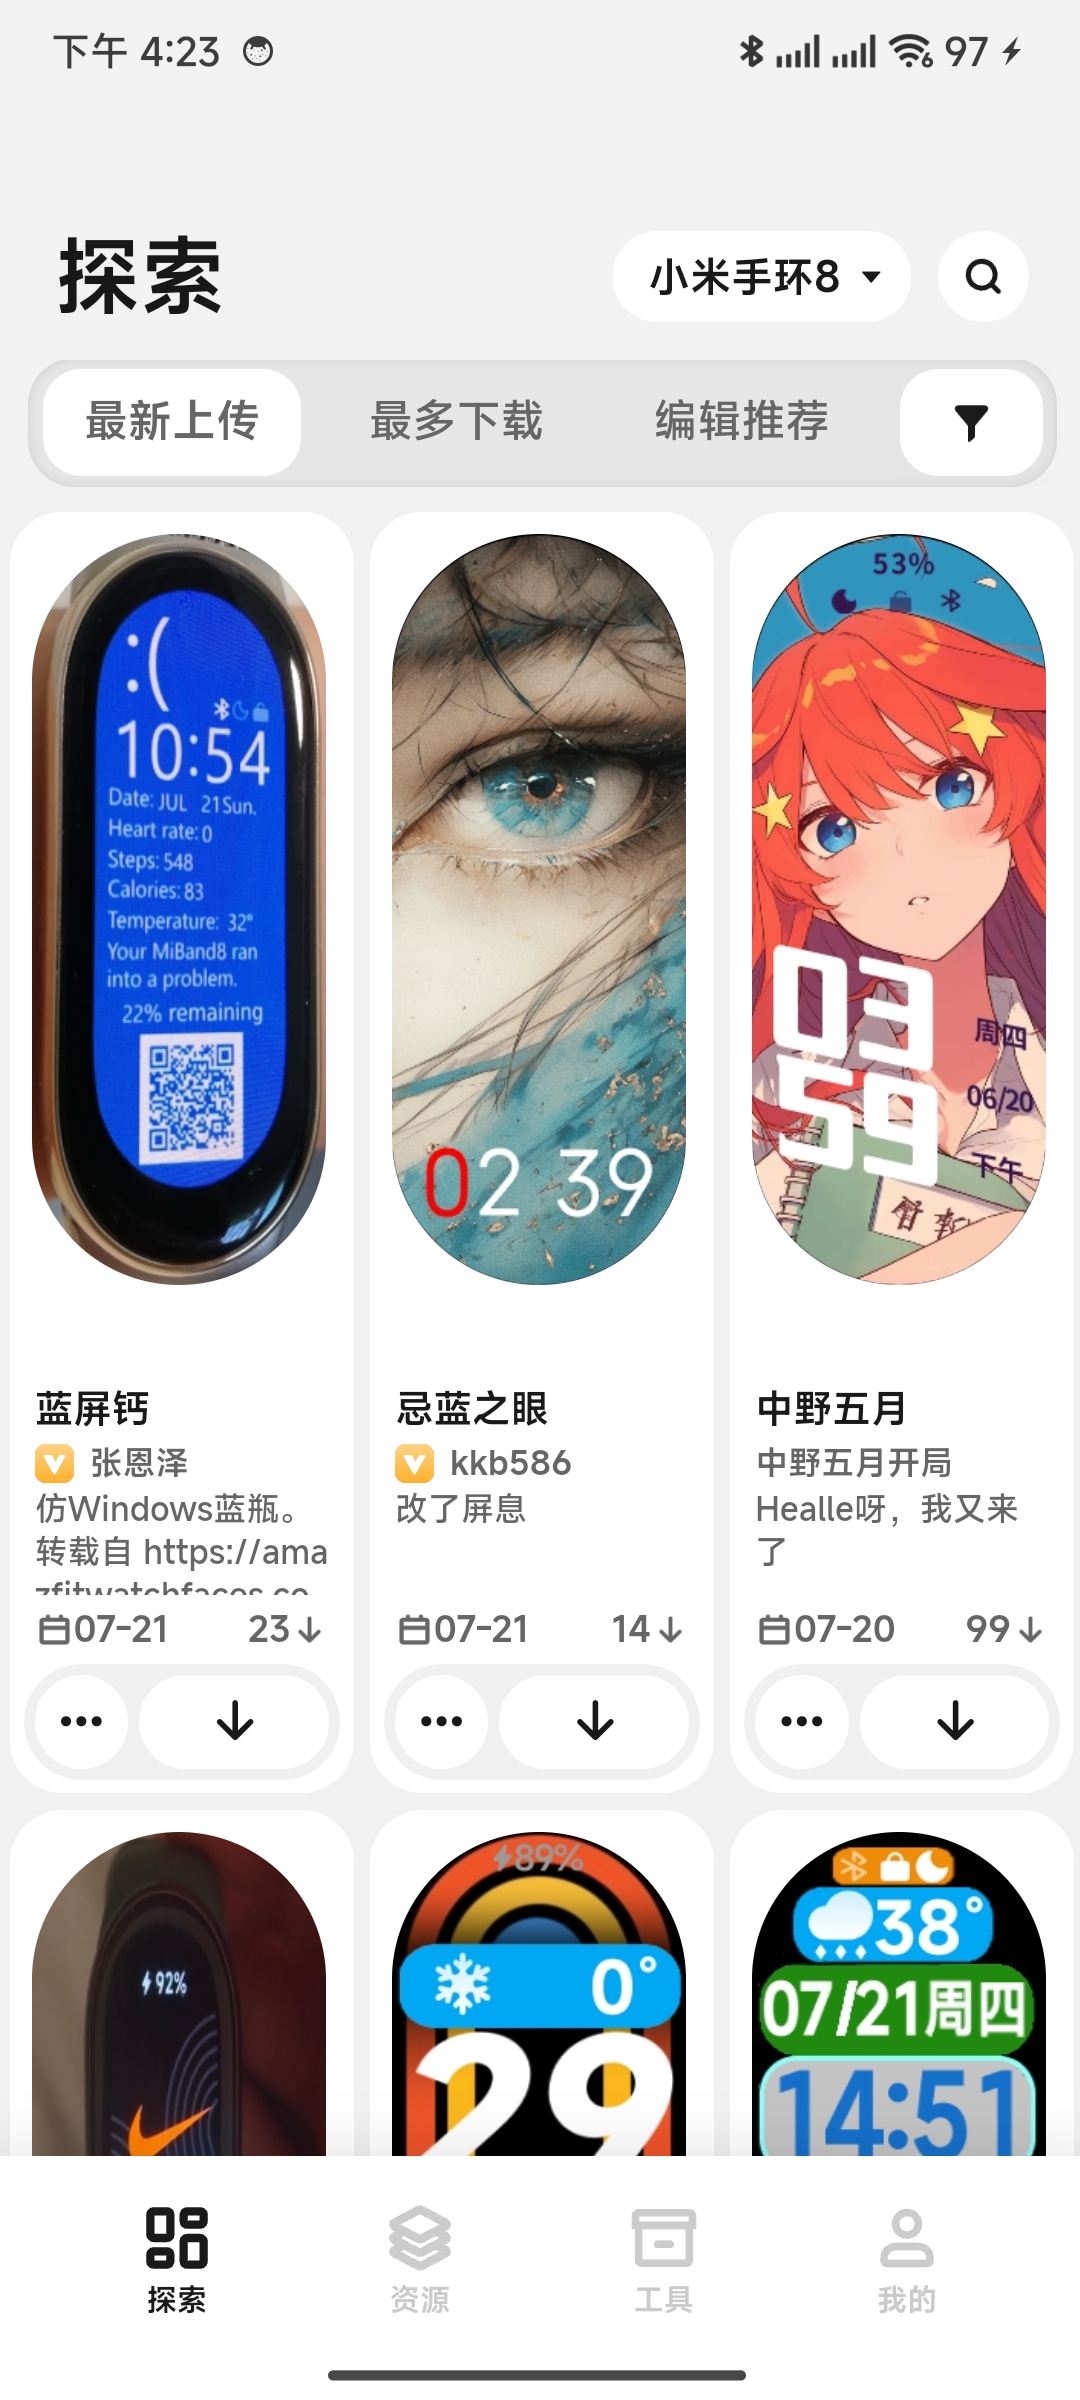 下午 4:23
97
探索
小米手环8
最新上传
最多下载
编辑推荐
:(
10:54
Date: JUL 21Sun.
Heart rate: 0
Steps: 548
Calories: 83
Temperature: 32°
Your MiBand8 ran
into a problem.
22% remaining
02 39
53%
03
59
周四
06/20
下午
蓝屏钙
张恩泽
仿Windows蓝瓶。
转载自 https://ama
zfitwatchfaces.co
07-21
23
忌蓝之眼
kkb586
改了屏息
07-21
14
中野五月
中野五月开局
Healle呀，我又来
了
07-20
99
92%
89%
0°
29
38°
07/21周四
14:51
探索
资源
工具
我的